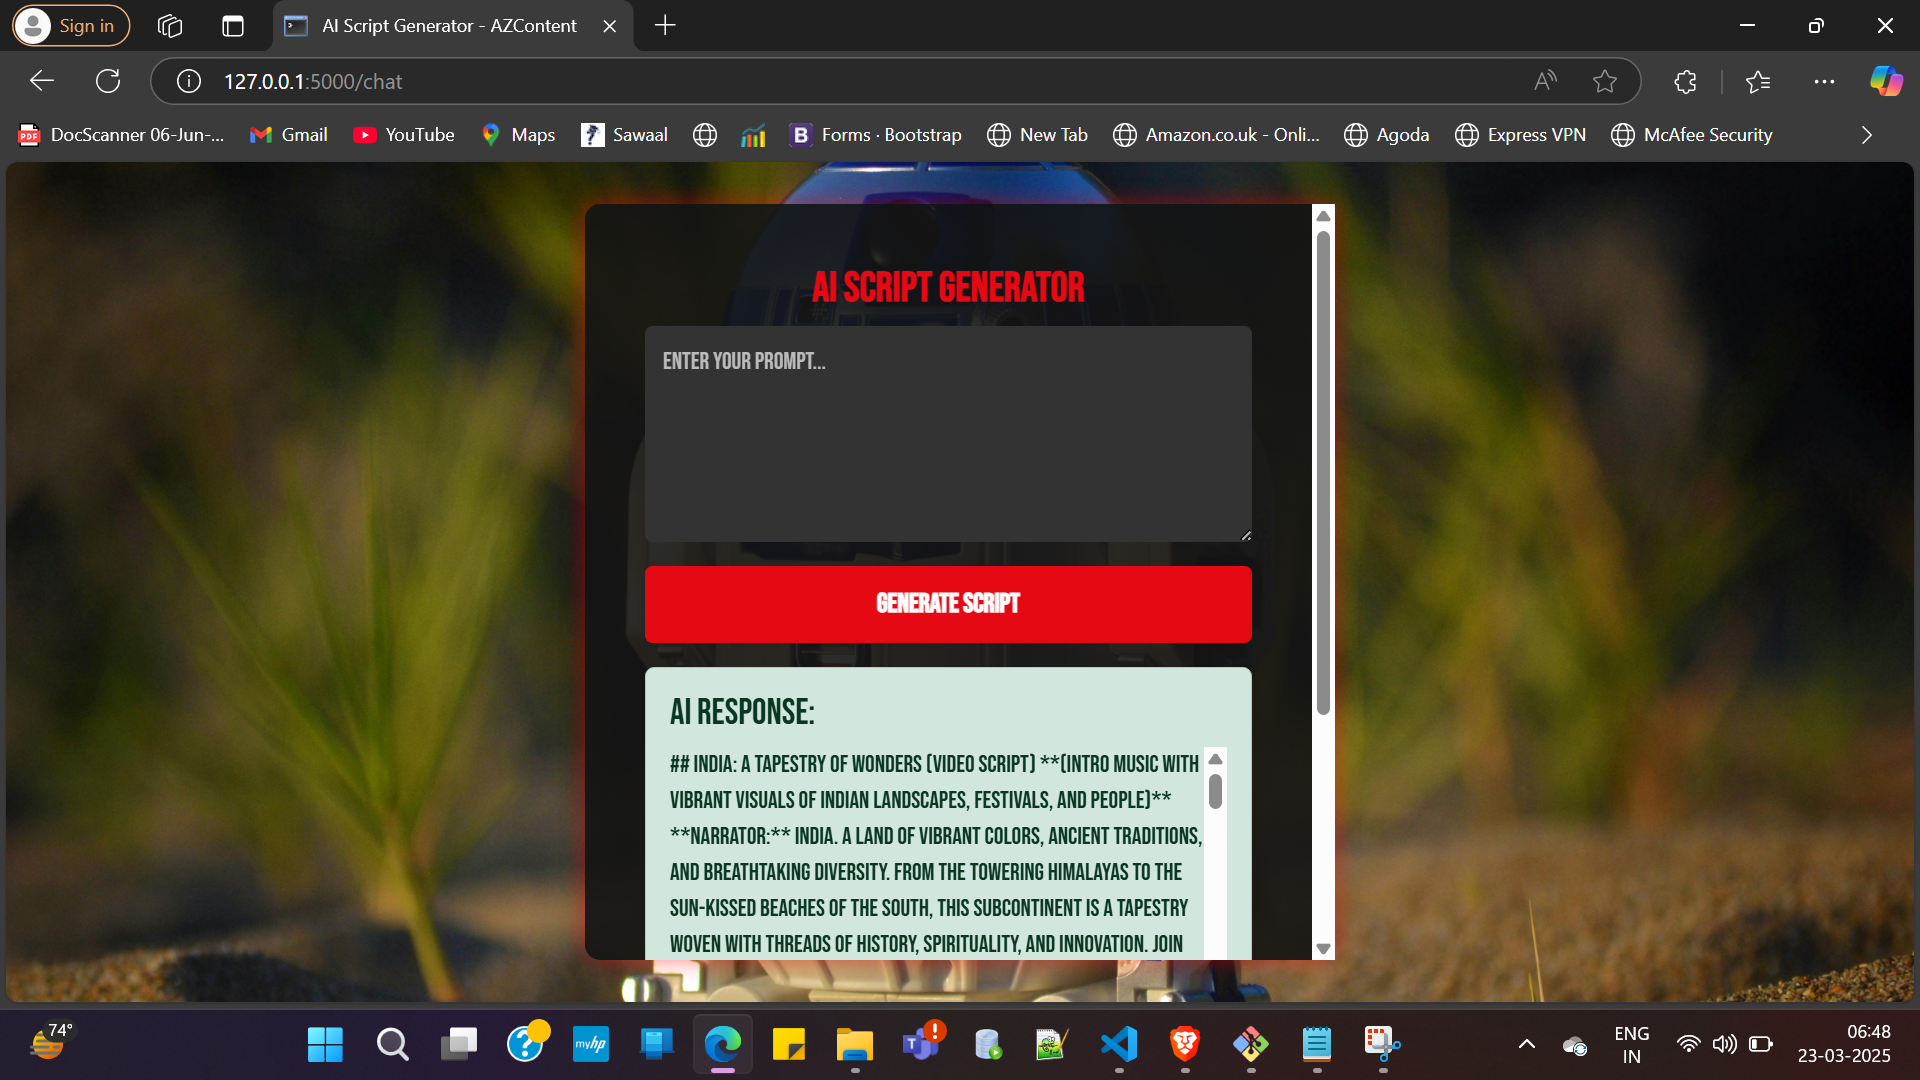 Sign in
AI Script Generator - AZContent
127.0.0.1:5000/chat
DocScanner 06-Jun-...
Gmail
YouTube
Maps
Sawaal
Forms · Bootstrap
New Tab
Amazon.co.uk - Onli...
Agoda
Express VPN
McAfee Security
AI SCRIPT GENERATOR
ENTER YOUR PROMPT...
GENERATE SCRIPT
AI RESPONSE:
## INDIA: A TAPESTRY OF WONDERS (VIDEO SCRIPT) **(INTRO MUSIC WITH
VIBRANT VISUALS OF INDIAN LANDSCAPES, FESTIVALS, AND PEOPLE)**
**NARRATOR:** INDIA. A LAND OF VIBRANT COLORS, ANCIENT TRADITIONS,
AND BREATHTAKING DIVERSITY. FROM THE TOWERING HIMALAYAS TO THE
SUN-KISSED BEACHES OF THE SOUTH, THIS SUBCONTINENT IS A TAPESTRY
WOVEN WITH THREADS OF HISTORY, SPIRITUALITY, AND INNOVATION. JOIN
74°
myhp
ENG
IN
06:48
23-03-2025